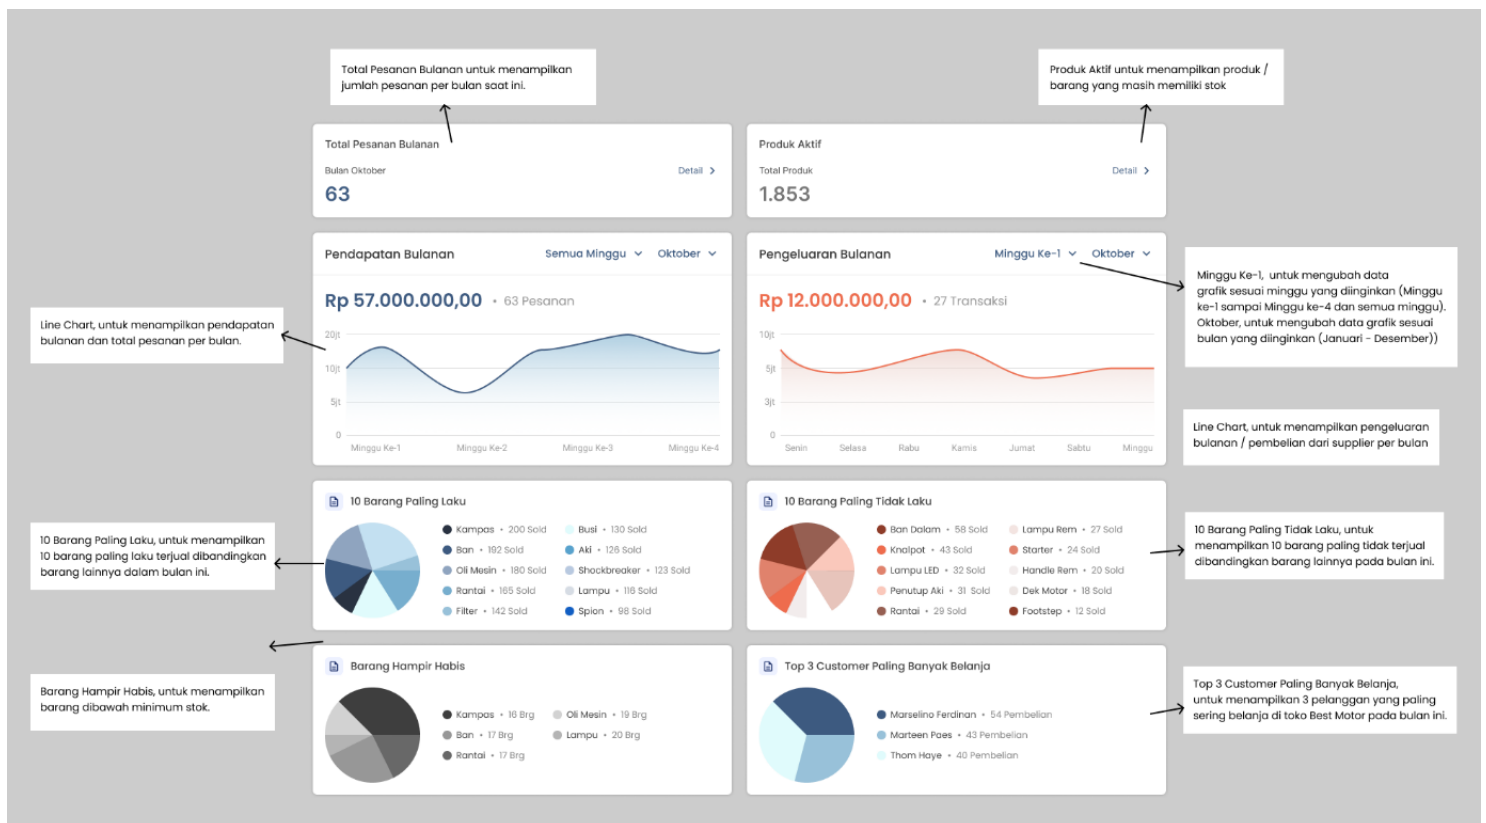 Total Pesanan Bulanan untuk menampilkan
jumlah pesanan per bulan saat ini.
Produk Aktif untuk menampilkan produk /
barang yang masih memiliki stok
Total Pesanan Bulanan
Bulan Oktober
Detail
63
Produk Aktif
Total Produk
Detail
1.853
Pendapatan Bulanan
Semua Minggu
Oktober
Rp 57.000.000,00 • 63 Pesanan
20jt
10jt
5jt
0
Minggu Ke-1
Minggu Ke-2
Minggu Ke-3
Minggu Ke-4
Pengeluaran Bulanan
Minggu Ke-1
Oktober
Rp 12.000.000,00 • 27 Transaksi
10jt
5jt
3jt
0
Senin
Selasa
Rabu
Kamis
Jumat
Sabtu
Minggu
Minggu Ke-1, untuk mengubah data
grafik sesuai minggu yang diinginkan (Minggu
ke-1 sampai Minggu ke-4 dan semua minggu).
Oktober, untuk mengubah data grafik sesuai
bulan yang diinginkan (Januari - Desember))
Line Chart, untuk menampilkan pendapatan
bulanan dan total pesanan per bulan.
Line Chart, untuk menampilkan pengeluaran
bulanan / pembelian dari supplier per bulan
10 Barang Paling Laku
Kampas • 200 Sold
Ban • 192 Sold
Oli Mesin • 180 Sold
Rantai • 165 Sold
Filter • 142 Sold
Busi • 130 Sold
Aki • 126 Sold
Shockbreaker • 123 Sold
Lampu • 116 Sold
Spion • 98 Sold
10 Barang Paling Tidak Laku
Ban Dalam • 58 Sold
Knalpot • 43 Sold
Lampu LED • 32 Sold
Penutup Aki • 31 Sold
Rantai • 29 Sold
Lampu Rem • 27 Sold
Starter • 24 Sold
Handle Rem • 20 Sold
Dek Motor • 18 Sold
Footstep • 12 Sold
10 Barang Paling Laku, untuk menampilkan
10 barang paling laku terjual dibandingkan
barang lainnya dalam bulan ini.
10 Barang Paling Tidak Laku, untuk
menampilkan 10 barang paling tidak terjual
dibandingkan barang lainnya pada bulan ini.
Barang Hampir Habis
Kampas • 16 Brg
Ban • 17 Brg
Rantai • 17 Brg
Oli Mesin • 19 Brg
Lampu • 20 Brg
Top 3 Customer Paling Banyak Belanja
Marselino Ferdinan • 54 Pembelian
Marteen Paes • 43 Pembelian
Thom Haye • 40 Pembelian
Barang Hampir Habis, untuk menampilkan
barang dibawah minimum stok.
Top 3 Customer Paling Banyak Belanja,
untuk menampilkan 3 pelanggan yang paling
sering belanja di toko Best Motor pada bulan ini.